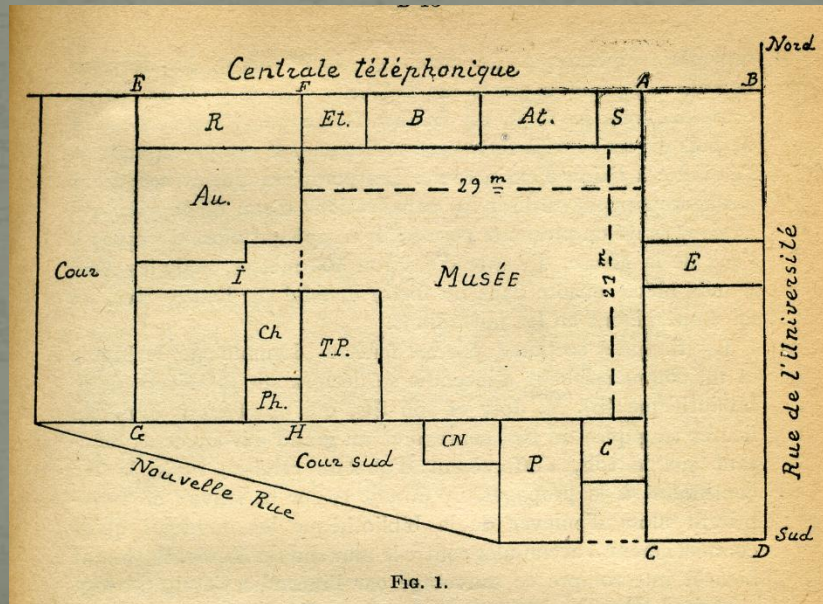 Nord
Centrale téléphonique
E
F
A
B
R
Et.
B
At.
S
Au.
29 m
27 m
Cour
I
MUSÉE
E
Rue de l'Université
Ch
T.P.
Ph.
G
H
CN
C
Cour sud
P
Nouvelle Rue
Sud
C
D
FIG. 1.